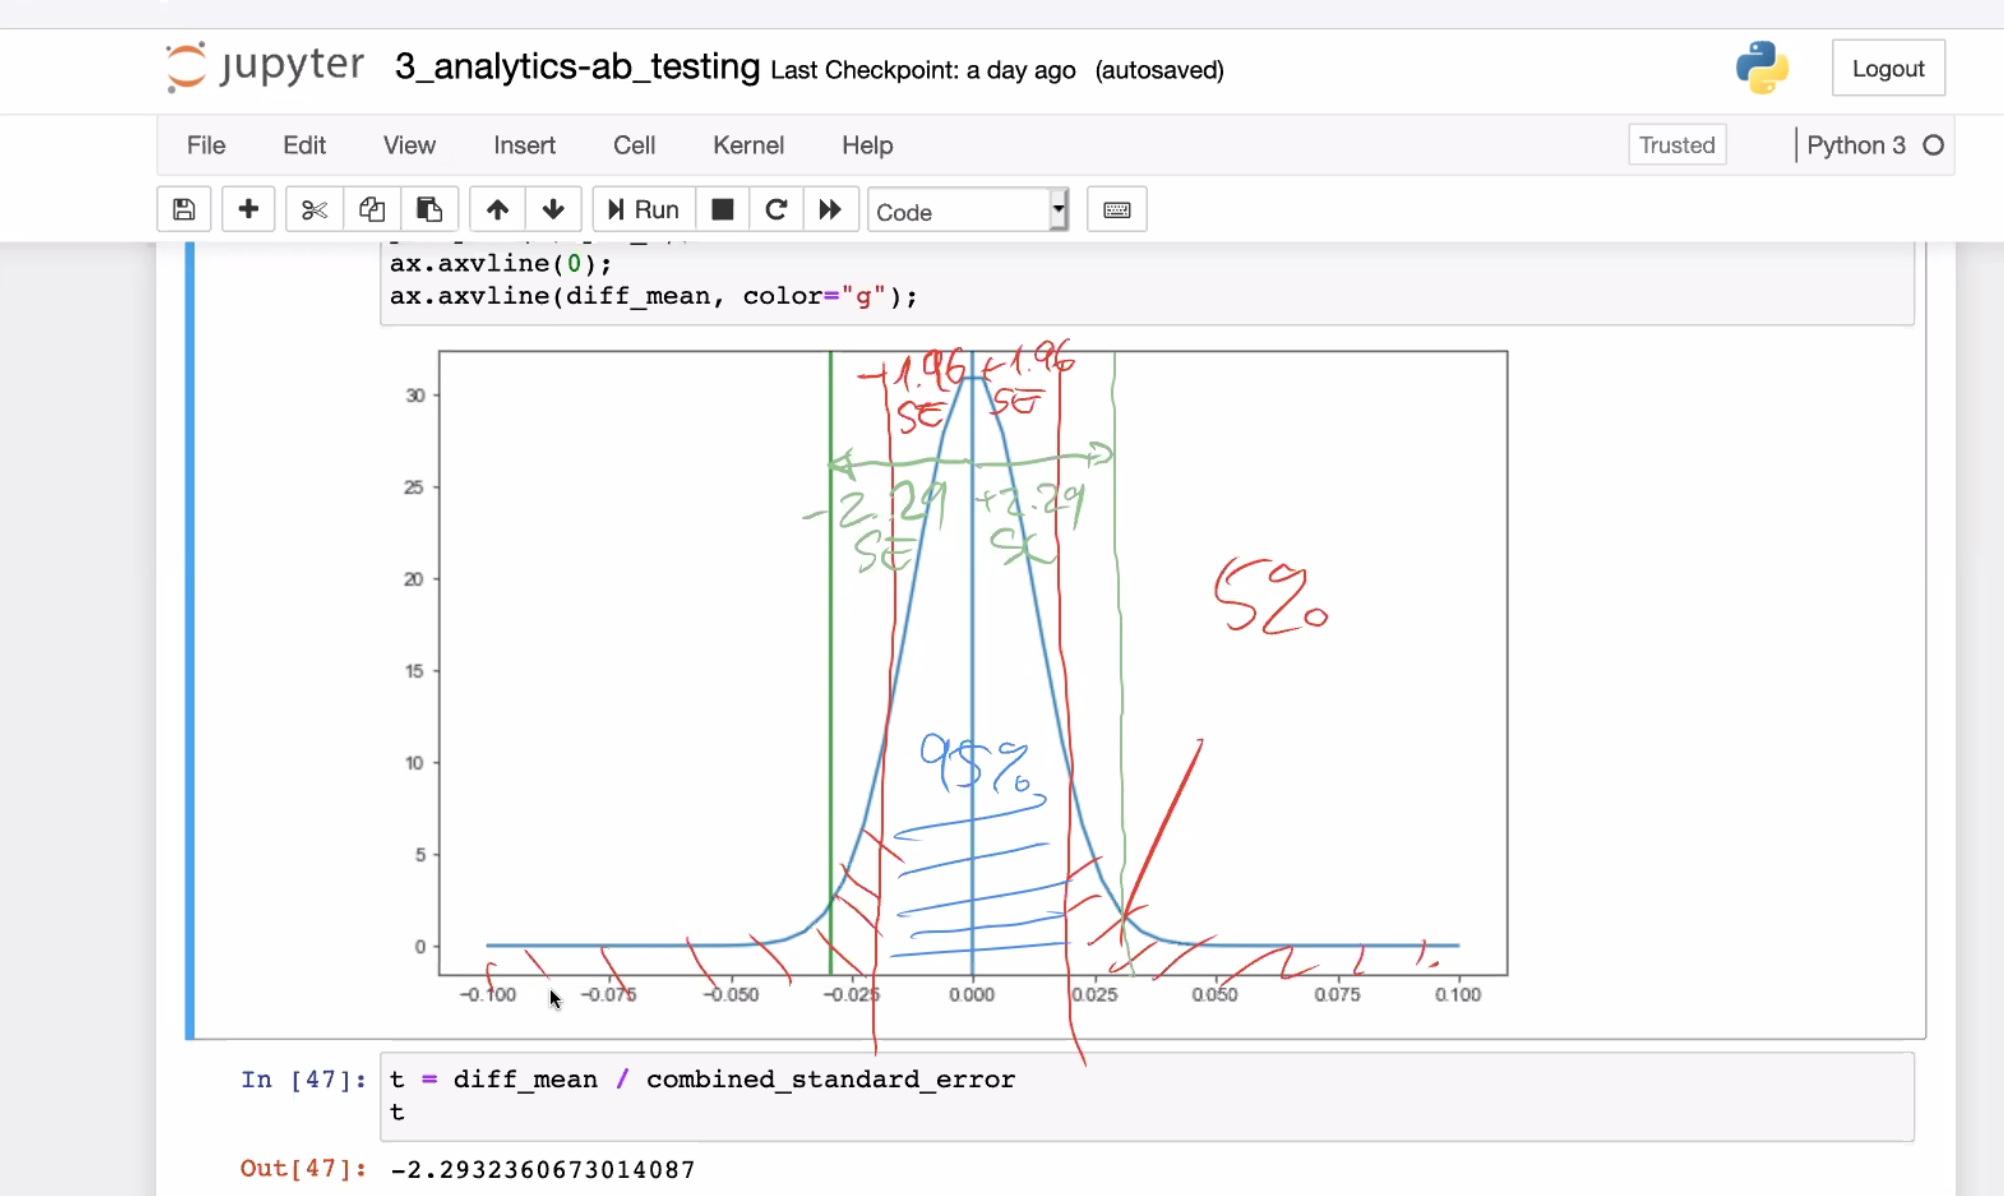 jupyter 3_analytics-ab_testing Last Checkpoint: a day ago (autosaved)
Logout
File Edit View Insert Cell Kernel Help
Trusted
Python 3
Run
Code
ax.axvline(0);
ax.axvline(diff_mean, color="g");
-1.96 +1.96
SE SE
-2.29 +2.29
SE SE
5%
95%
30
25
20
15
10
5
0
-0.100 -0.075 -0.050 -0.025 0.000 0.025 0.050 0.075 0.100
In [47]: t = diff_mean / combined_standard_error
t
Out[47]: -2.2932360673014087